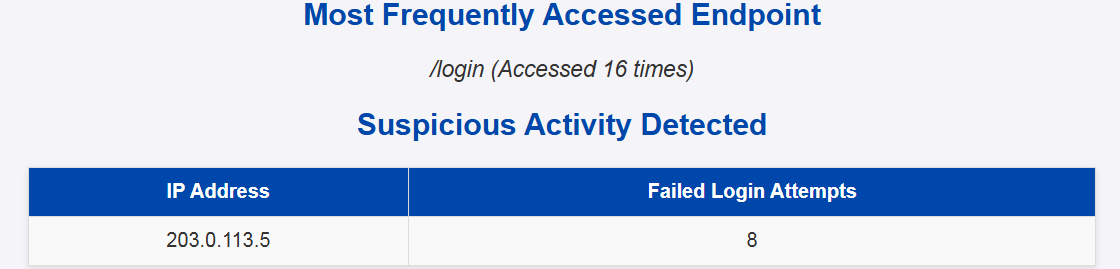 Most Frequently Accessed Endpoint
/login (Accessed 16 times)
Suspicious Activity Detected
IP Address Failed Login Attempts
203.0.113.5 8